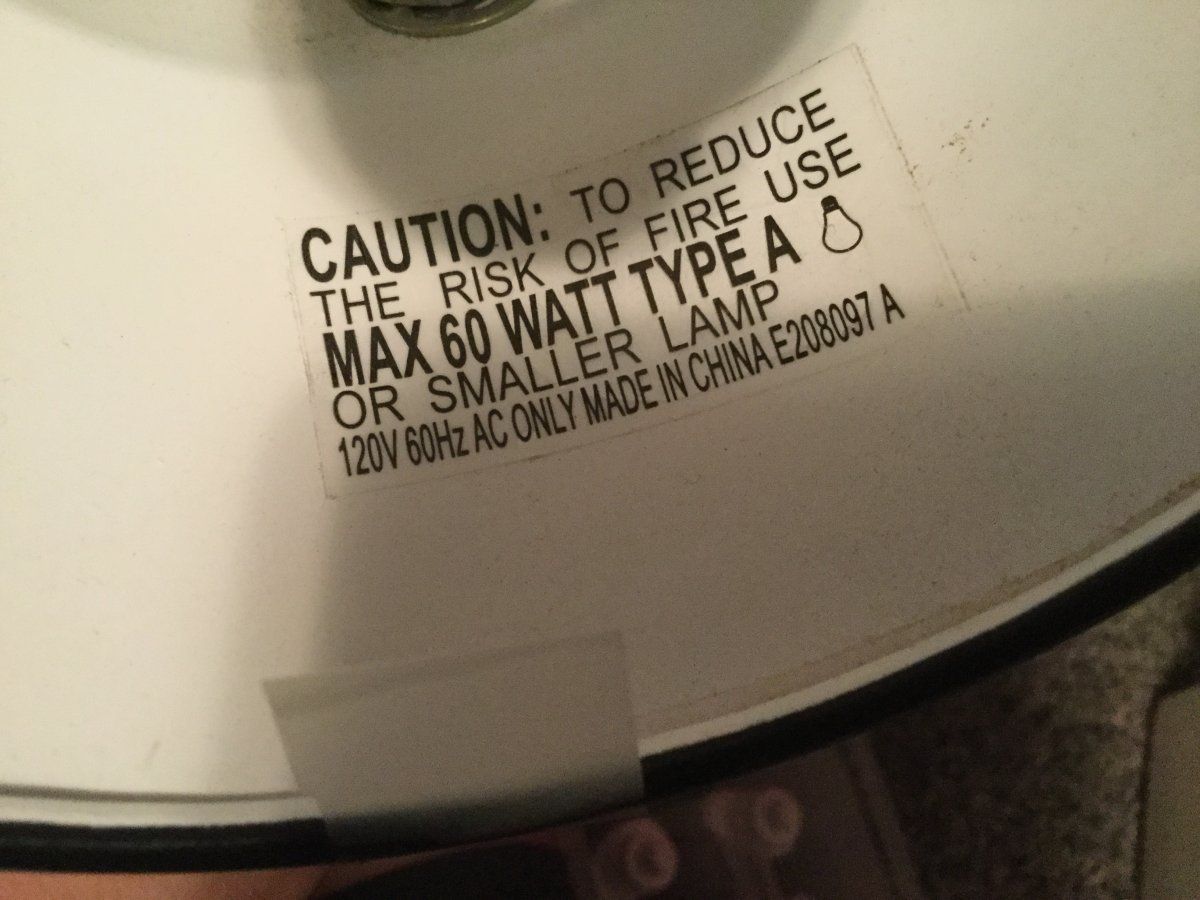 CAUTION: TO REDUCE
THE RISK OF FIRE USE
MAX 60 WATT TYPE A
OR SMALLER LAMP
120V 60Hz AC ONLY MADE IN CHINA E208097 A